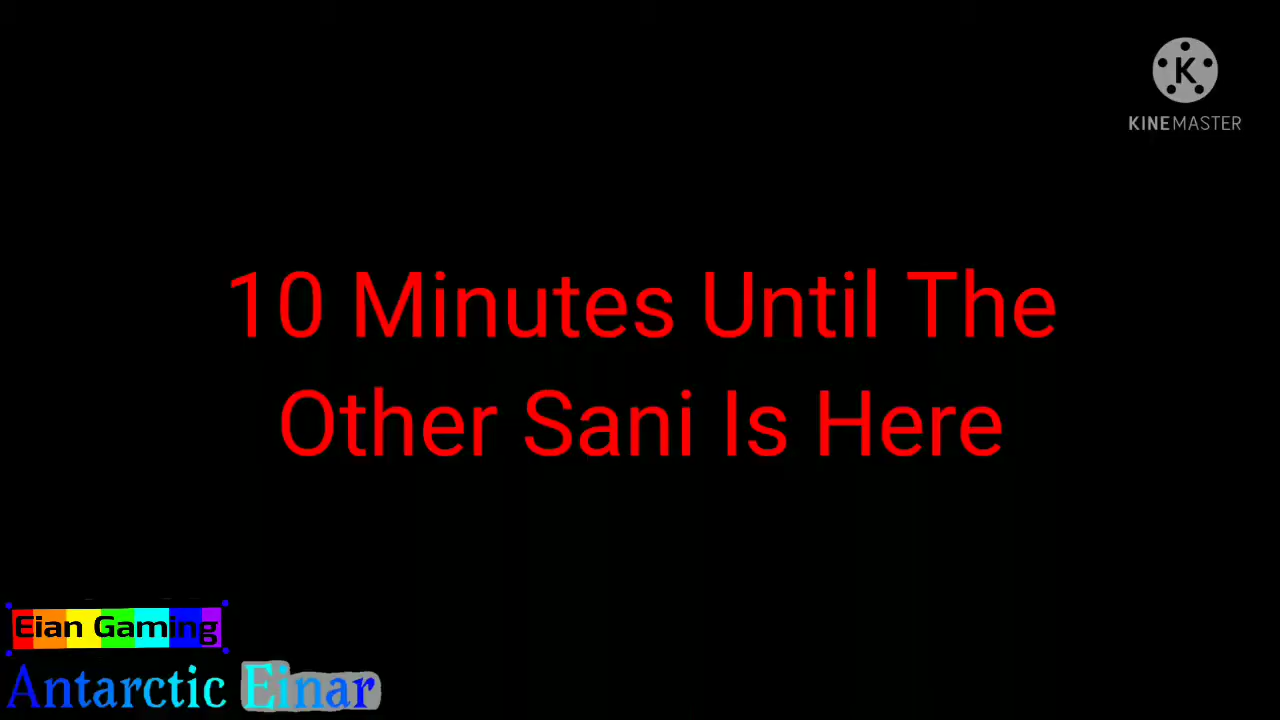 K
KINEMASTER
10 Minutes Until The
Other Sani Is Here
Eian Gaming
Antarctic Einar